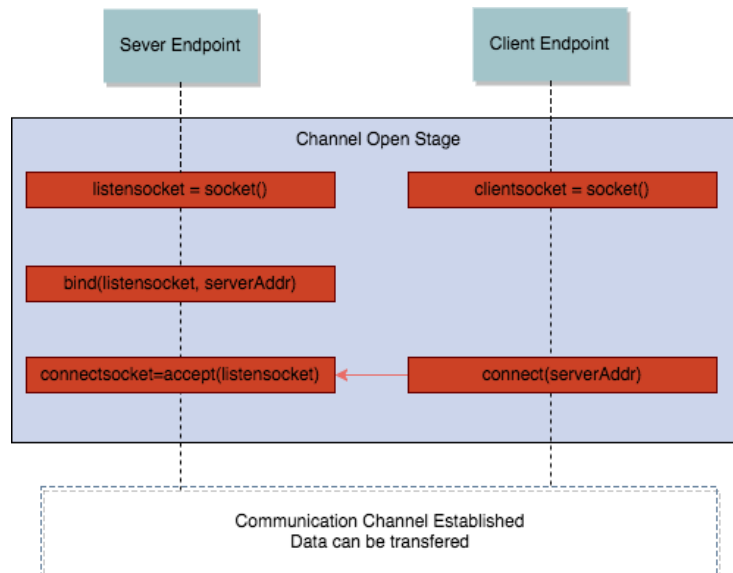 Sever Endpoint
Client Endpoint
Channel Open Stage
listensocket = socket()
clientsocket = socket()
bind(listensocket, serverAddr)
connectsocket=accept(listensocket)
connect(serverAddr)
Communication Channel Established
Data can be transfered